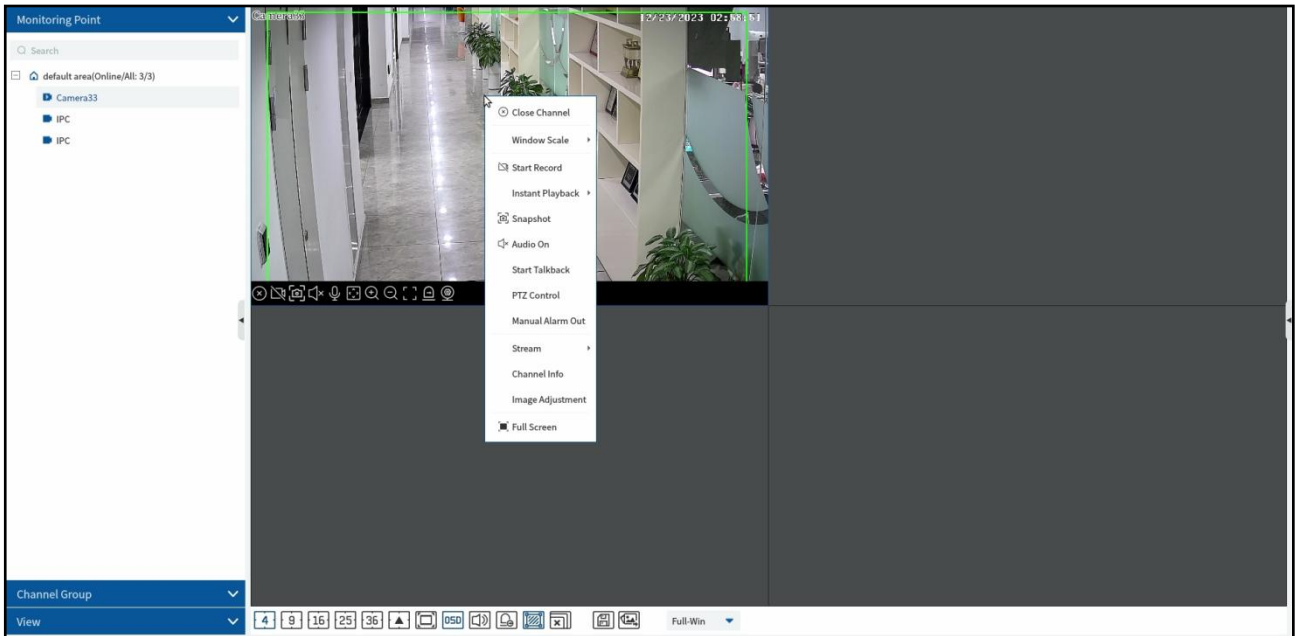 Monitoring Point
Search
default area(Online/All: 3/3)
Camera33
IPC
IPC
Channel Group
View
Camera33
12/23/2023 02:58:51
Close Channel
Window Scale
Start Record
Instant Playback
Snapshot
Audio On
Start Talkback
PTZ Control
Manual Alarm Out
Stream
Channel Info
Image Adjustment
Full Screen
4 9 16 25 36 OSD Full-Win